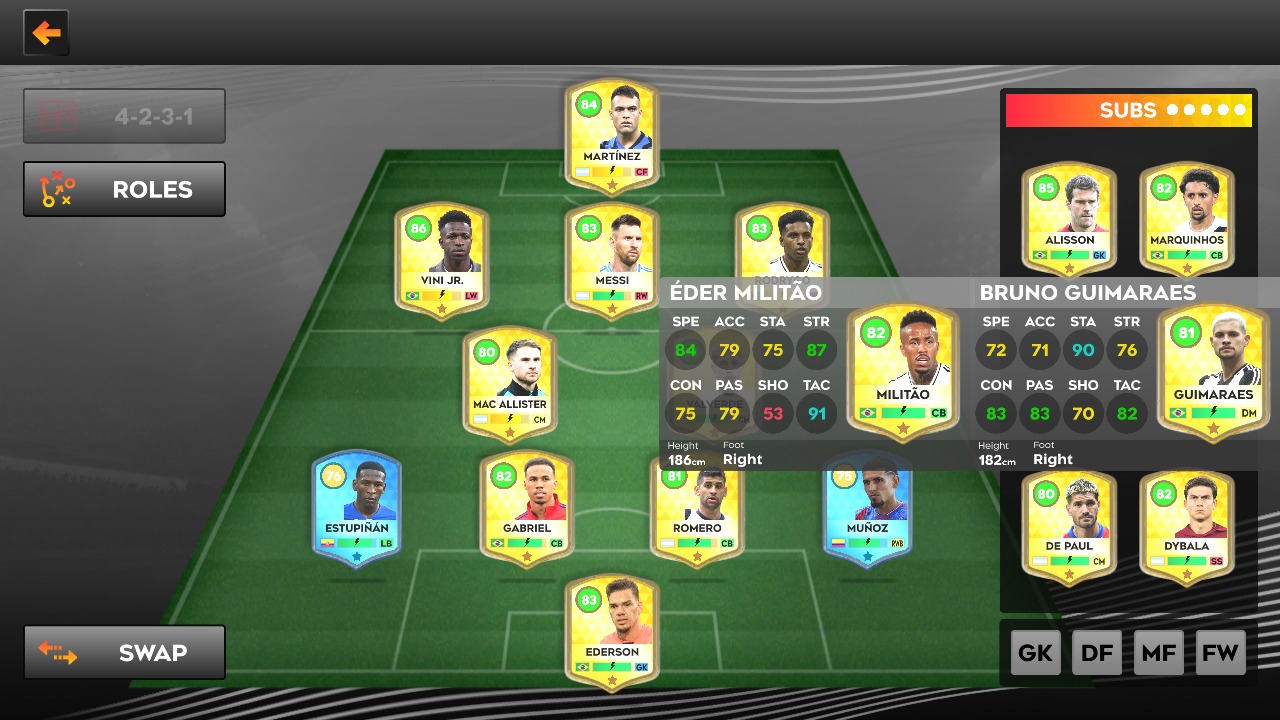 4-2-3-1
ROLES
84
MARTÍNEZ
CF
SUBS
86
VINI JR.
LW
83
MESSI
RW
83
RODRYGO
85
ALISSON
GK
82
MARQUINHOS
CB
ÉDER MILITÃO
SPE ACC STA STR
84 79 75 87
CON PAS SHO TAC
75 79 53 91
Height Foot
186cm Right
82
MILITÃO
CB
BRUNO GUIMARAES
SPE ACC STA STR
72 71 90 76
CON PAS SHO TAC
83 83 70 82
Height Foot
182cm Right
81
GUIMARAES
DM
80
MAC ALLISTER
CM
VALVERDE
76
ESTUPIÑÁN
LB
82
GABRIEL
CB
81
ROMERO
CB
MUÑOZ
RWB
80
DE PAUL
CM
82
DYBALA
SS
83
EDERSON
GK
SWAP
GK DF MF FW